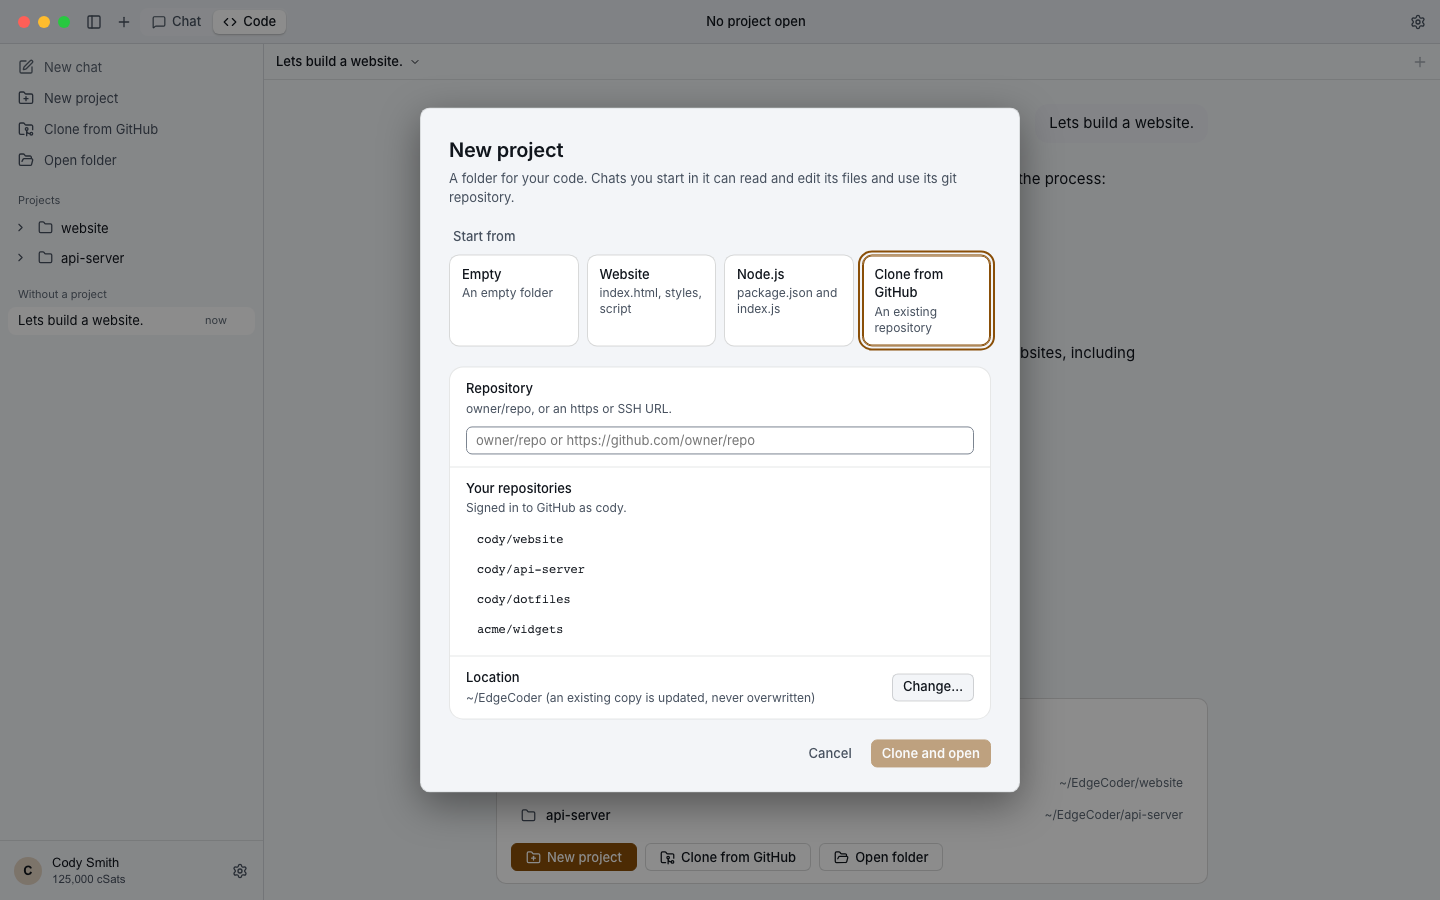 Chat
Code
No project open
New chat
New project
Clone from GitHub
Open folder
Projects
website
api-server
Without a project
Lets build a website.
now
Cody Smith
125,000 cSats
C
Lets build a website.
Lets build a website.
the process:
bsites, including
New project
A folder for your code. Chats you start in it can read and edit its files and use its git
repository.
Start from
Empty
An empty folder
Website
index.html, styles,
script
Node.js
package.json and
index.js
Clone from
GitHub
An existing
repository
Repository
owner/repo, or an https or SSH URL.
owner/repo or https://github.com/owner/repo
Your repositories
Signed in to GitHub as cody.
cody/website
cody/api-server
cody/dotfiles
acme/widgets
Location
~/EdgeCoder (an existing copy is updated, never overwritten)
Change...
Cancel
Clone and open
~/EdgeCoder/website
api-server
~/EdgeCoder/api-server
New project
Clone from GitHub
Open folder